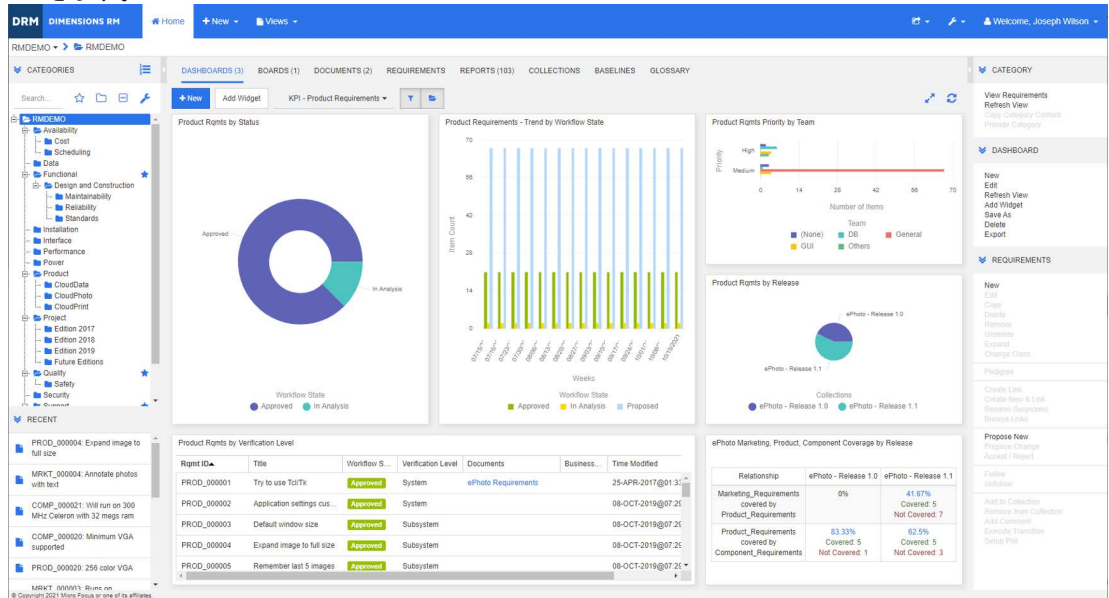 DRM DIMENSIONS RM Home + New Views Welcome, Joseph Wilson
RMDEMO > RMDEMO
CATEGORIES
Search...
RMDEMO
Availability
Cost
Scheduling
Data
Functional
Design and Construction
Maintainability
Reliability
Standards
Installation
Interface
Performance
Power
Product
CloudData
CloudPhoto
CloudPrint
Project
Edition 2017
Edition 2018
Edition 2019
Future Editions
Quality
Safety
Security
RECENT
PROD_000004: Expand image to
full size
MRKT_000004: Annotate photos
with text
COMP_000021: Will run on 300
MHz Celeron with 32 megs ram
COMP_000020: Minimum VGA
supported
PROD_000020: 256 color VGA
MRKT_000003: Runs on
© Copyright 2021 Micro Focus or one of its affiliates.
DASHBOARDS (3) BOARDS (1) DOCUMENTS (2) REQUIREMENTS REPORTS (103) COLLECTIONS BASELINES GLOSSARY
+ New Add Widget KPI - Product Requirements
Product Rqmts by Status
Approved
In Analysis
Workflow State
Approved In Analysis
Product Requirements - Trend by Workflow State
Item Count
70
56
42
28
14
0
10/15/2021
Weeks
Workflow State
Approved In Analysis Proposed
Product Rqmts Priority by Team
Priority
High
Medium
0 14 28 42 56 70
Number of Items
Team
(None) DB General
GUI Others
Product Rqmts by Release
ePhoto - Release 1.0
ePhoto - Release 1.1
Collections
ePhoto - Release 1.0 ePhoto - Release 1.1
Product Rqmts by Verification Level
Rqmt ID Title Workflow S... Verification Level Documents Business... Time Modified
PROD_000001 Try to use Tcl/Tk Approved System ePhoto Requirements 25-APR-2017@01:33
PROD_000002 Application settings cus... Approved System 08-OCT-2019@07:29
PROD_000003 Default window size Approved Subsystem 08-OCT-2019@07:29
PROD_000004 Expand image to full size Approved Subsystem 08-OCT-2019@07:29
PROD_000005 Remember last 5 images Approved Subsystem 08-OCT-2019@07:29
ePhoto Marketing, Product, Component Coverage by Release
Relationship ePhoto - Release 1.0 ePhoto - Release 1.1
Marketing_Requirements
covered by
Product_Requirements
0%
41.67%
Covered: 5
Not Covered: 7
Product_Requirements
covered by
Component_Requirements
83.33%
Covered: 5
Not Covered: 1
62.5%
Covered: 5
Not Covered: 3
CATEGORY
View Requirements
Refresh View
Copy Category Content
Provide Category
DASHBOARD
New
Edit
Refresh View
Add Widget
Save As
Delete
Export
REQUIREMENTS
New
Edit
Copy
Delete
Remove
Undelete
Expand
Change Class
Pedigree
Create Link
Create New & Link
Resolve Suspicions
Browse Links
Propose New
Propose Change
Accept / Reject
Follow
Unfollow
Add to Collection
Remove from Collection
Add Comment
Execute Transition
Setup Poll